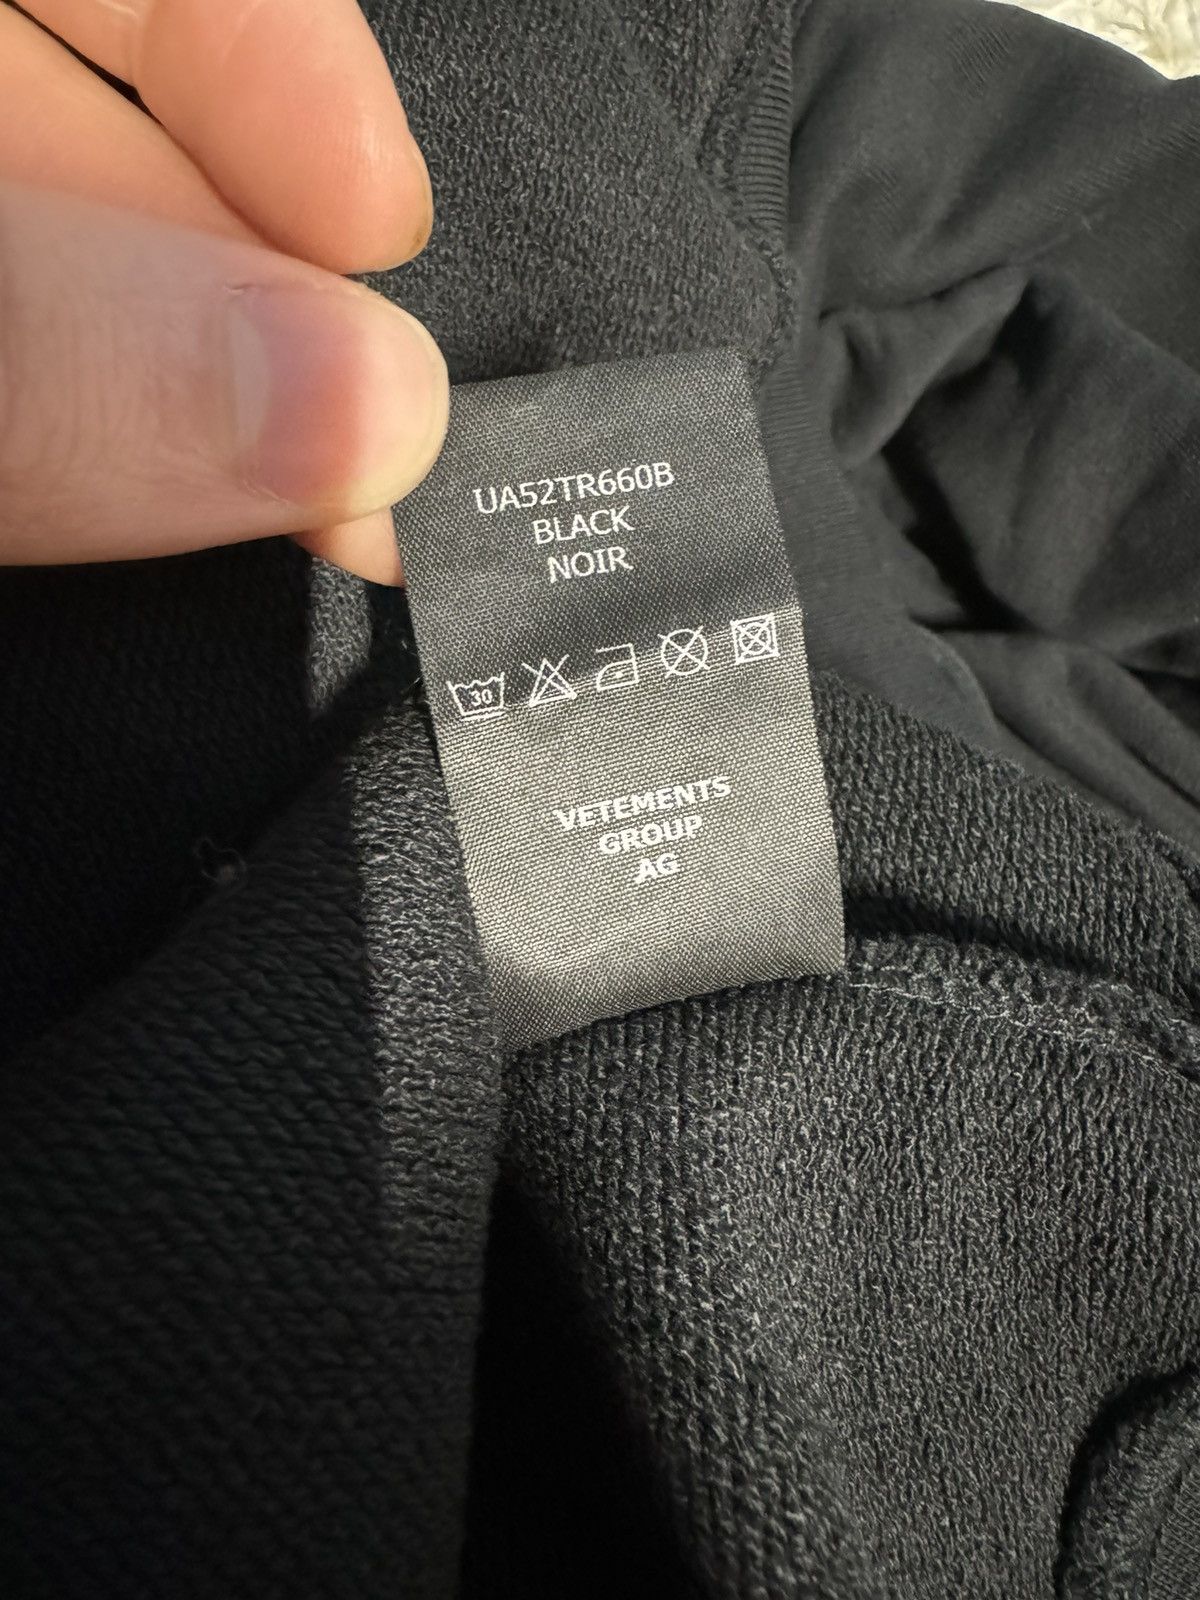 UA52TR660B
BLACK
NOIR
30
VETEMENTS
GROUP
AG